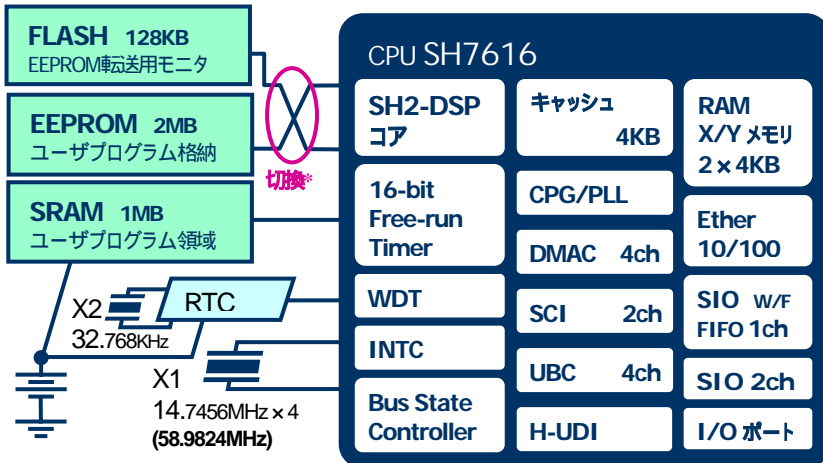 FLASH 128KB
EEPROM転送用モニタ
EEPROM 2MB
ユーザプログラム格納
SRAM 1MB
ユーザプログラム領域
切換*
X2
32.768KHz
RTC
X1
14.7456MHz×4
(58.9824MHz)
CPU SH7616
SH2-DSP
コア
16-bit
Free-run
Timer
WDT
INTC
Bus State
Controller
キャッシュ
4KB
CPG/PLL
DMAC 4ch
SCI 2ch
UBC 4ch
H-UDI
RAM
X/Y メモリ
2×4KB
Ether
10/100
SIO W/F
FIFO 1ch
SIO 2ch
I/O ポート